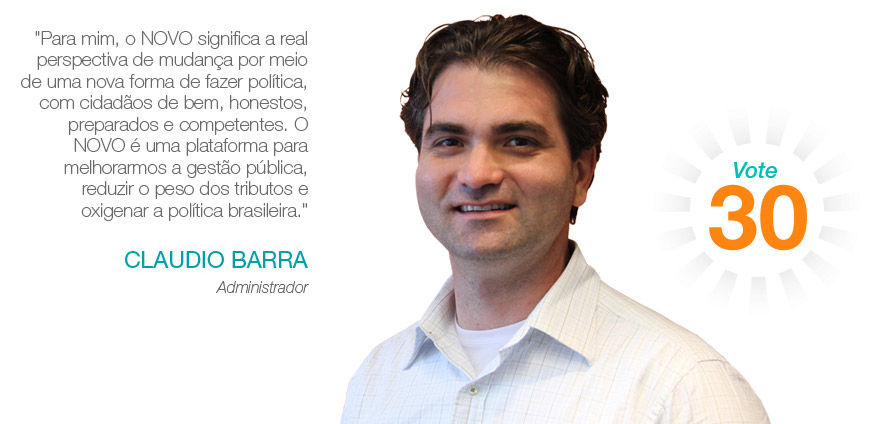 "Para mim, o NOVO significa a real
perspectiva de mudança por meio
de uma nova forma de fazer política,
com cidadãos de bem, honestos,
preparados e competentes. O
NOVO é uma plataforma para
melhorarmos a gestão pública,
reduzir o peso dos tributos e
oxigenar a política brasileira."
CLAUDIO BARRA
Administrador
Vote
30